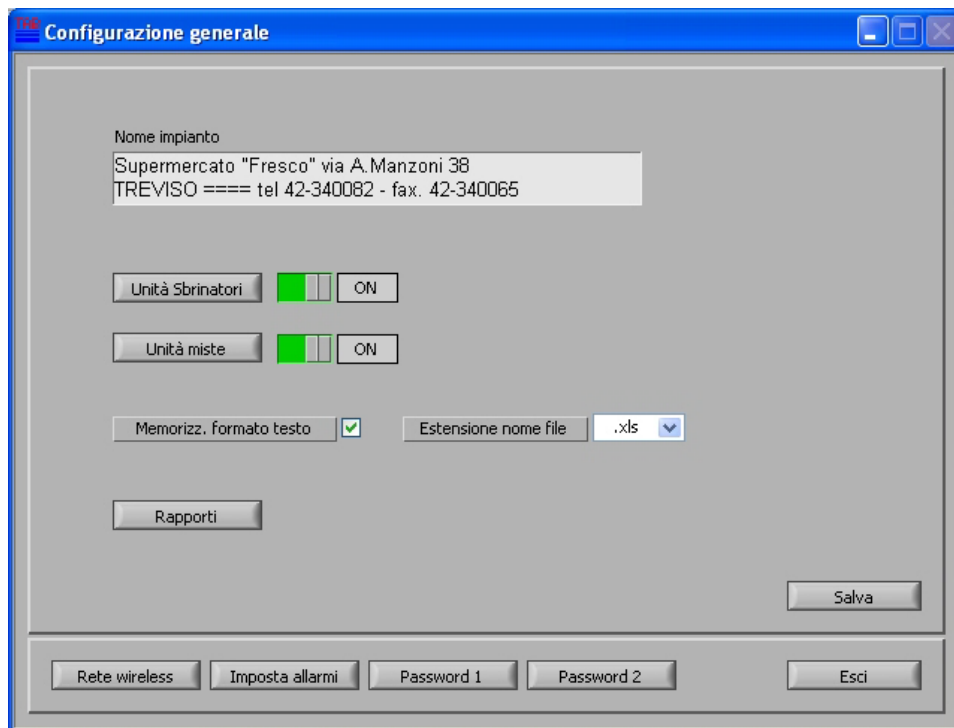 Configurazione generale
Nome impianto
Supermercato "Fresco" via A.Manzoni 38
TREVISO ==== tel 42-340082 - fax. 42-340065
Unità Sbrinatori ON
Unità miste ON
Memorizz. formato testo Estensione nome file .xls
Rapporti
Salva
Rete wireless Imposta allarmi Password 1 Password 2 Esci